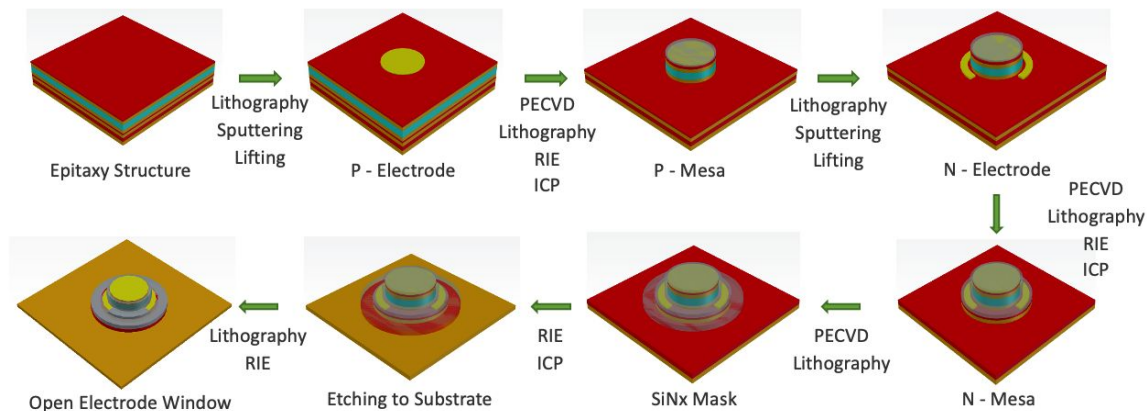 Lithography
Sputtering
Lifting
PECVD
Lithography
RIE
ICP
Lithography
Sputtering
Lifting
Epitaxy Structure
P - Electrode
P - Mesa
N - Electrode
PECVD
Lithography
RIE
ICP
Lithography
RIE
RIE
ICP
PECVD
Lithography
Open Electrode Window
Etching to Substrate
SiNx Mask
N - Mesa